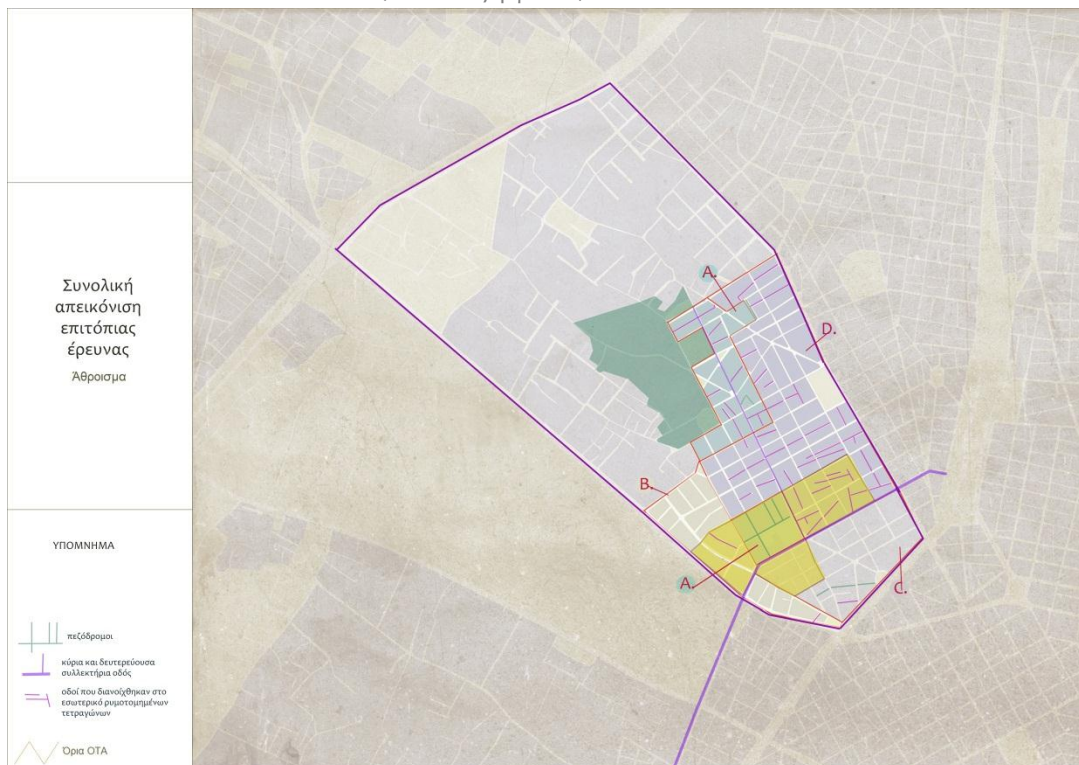 Συνολική
απεικόνιση
επιτόπιας
έρευνας
Άθροισμα
ΥΠΟΜΝΗΜΑ
πεζόδρομοι
κύρια και δευτερεύουσα
συλλεκτήρια οδός
οδοί που διανοίχθηκαν στο
εσωτερικό ρυμοτομημένων
τετραγώνων
Όρια ΟΤΑ
A.
D.
B.
A.
C.